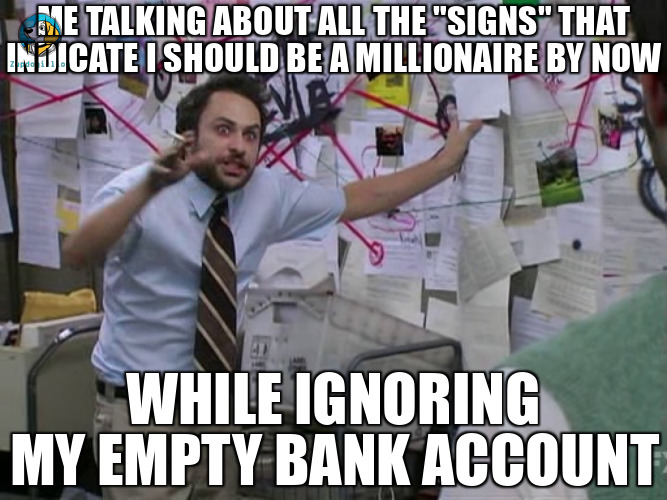 ME TALKING ABOUT ALL THE "SIGNS" THAT
INDICATE I SHOULD BE A MILLIONAIRE BY NOW
WHILE IGNORING
MY EMPTY BANK ACCOUNT